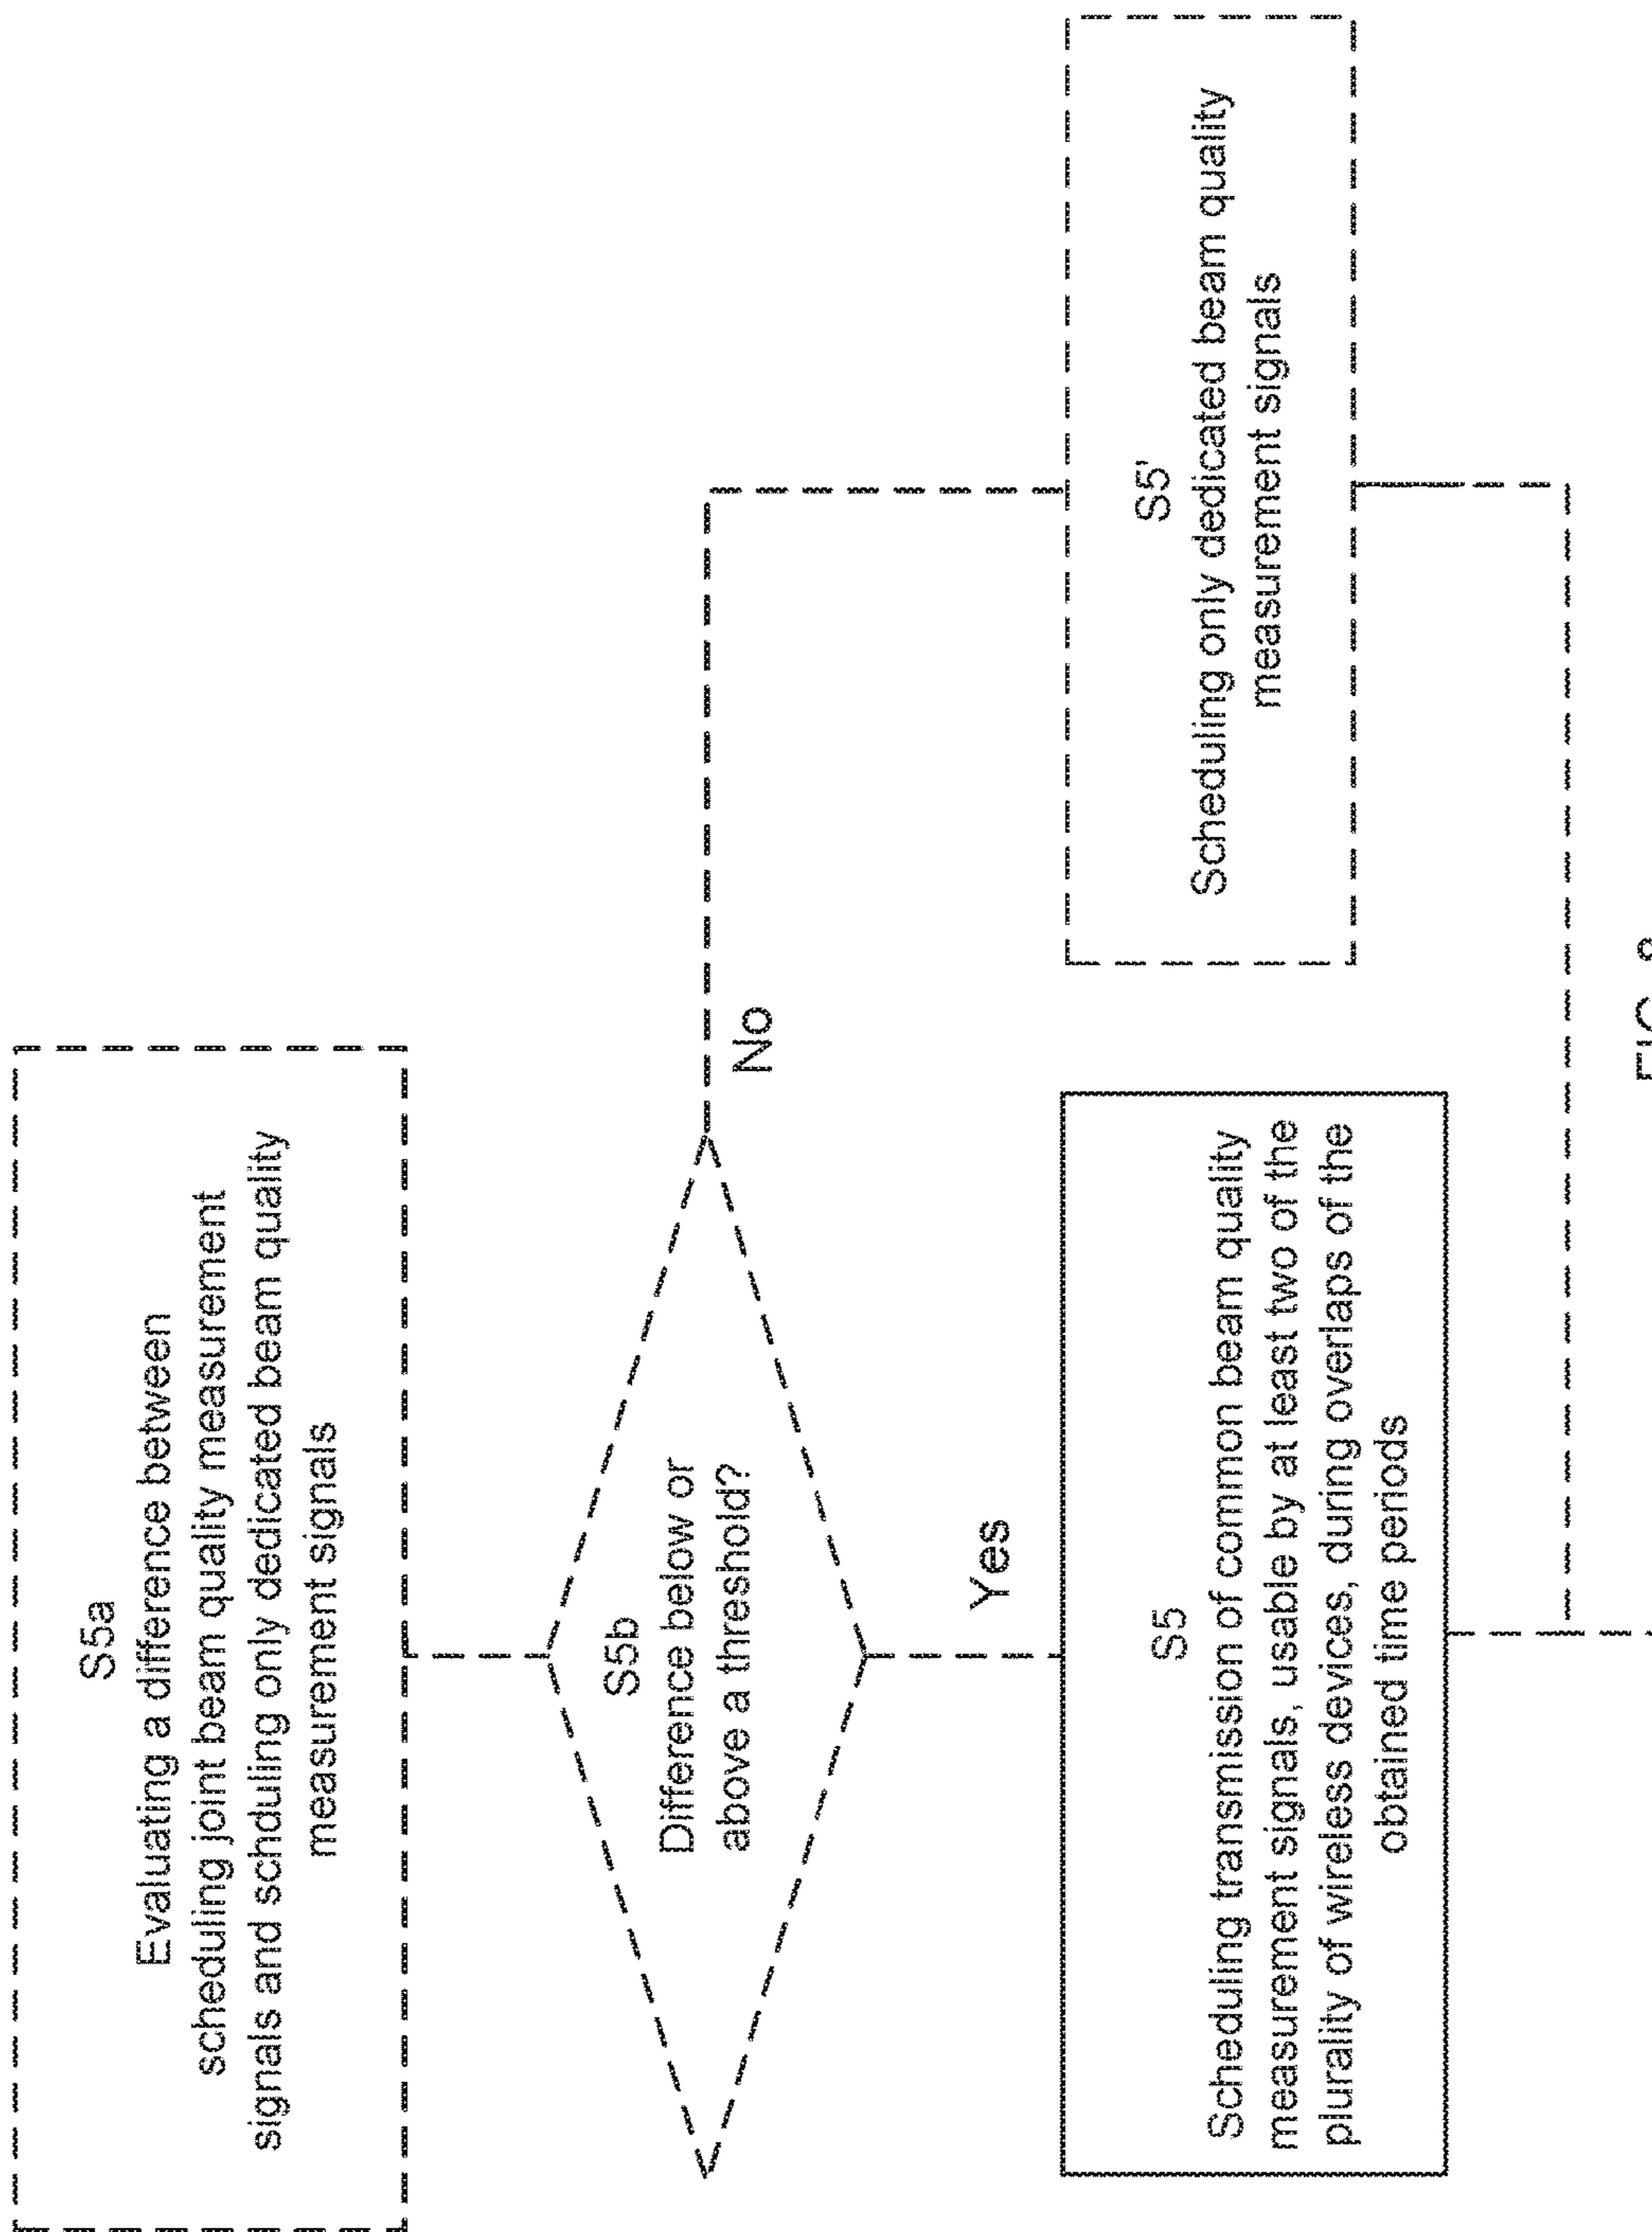 S5a
Evaluating a difference between
scheduling joint beam quality measurement
signals and schduling only dedicated beam quality
measurement signals
S5b
Difference below or
above a threshold?
No
Yes
S5
Scheduling transmission of common beam quality
measurement signals, usable by at least two of the
plurality of wireless devices, during overlaps of the
obtained time periods
S5'
Scheduling only dedicated beam quality
measurement signals
FIG. 8